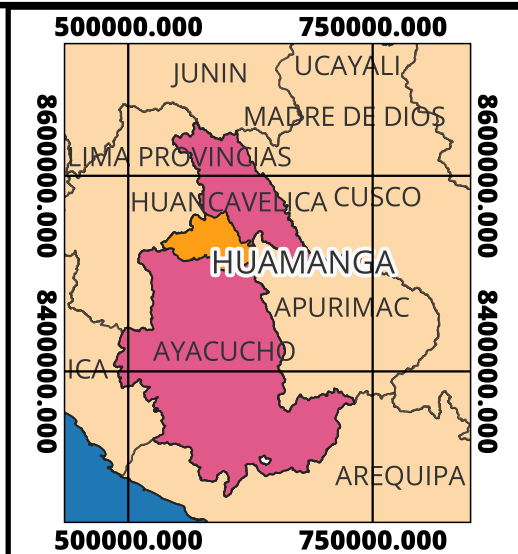 500000.000 750000.000
JUNIN
UCAYALI
MADRE DE DIOS
8600000.000
8600000.000
LIMA PROVINCIAS
HUANCAVELICA
CUSCO
HUAMANGA
APURIMAC
8400000.000
8400000.000
AYACUCHO
ICA
AREQUIPA
500000.000 750000.000